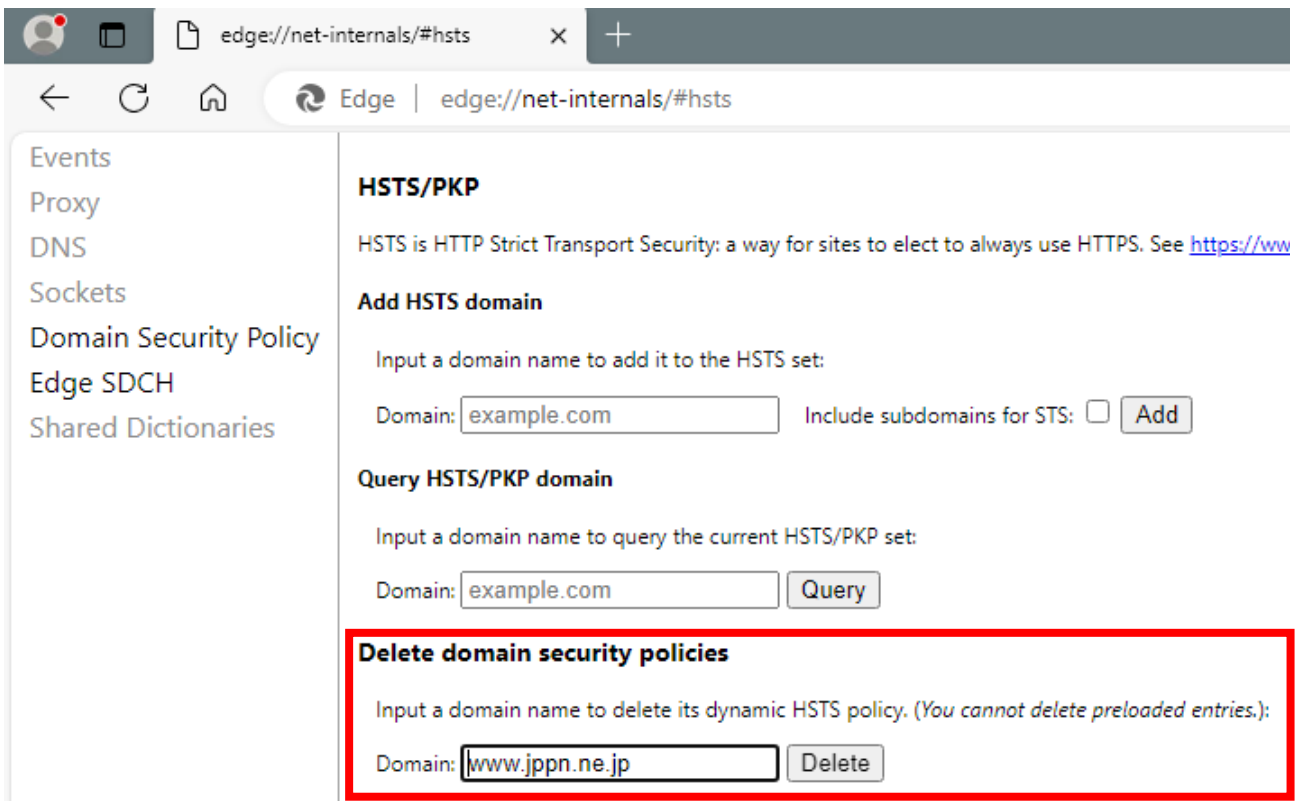 edge://net-internals/#hsts
Edge | edge://net-internals/#hsts
Events
Proxy
DNS
Sockets
Domain Security Policy
Edge SDCH
Shared Dictionaries
HSTS/PKP
HSTS is HTTP Strict Transport Security: a way for sites to elect to always use HTTPS. See https://ww
Add HSTS domain
Input a domain name to add it to the HSTS set:
Domain: example.com Include subdomains for STS: Add
Query HSTS/PKP domain
Input a domain name to query the current HSTS/PKP set:
Domain: example.com Query
Delete domain security policies
Input a domain name to delete its dynamic HSTS policy. (You cannot delete preloaded entries.):
Domain: www.jppn.ne.jp Delete